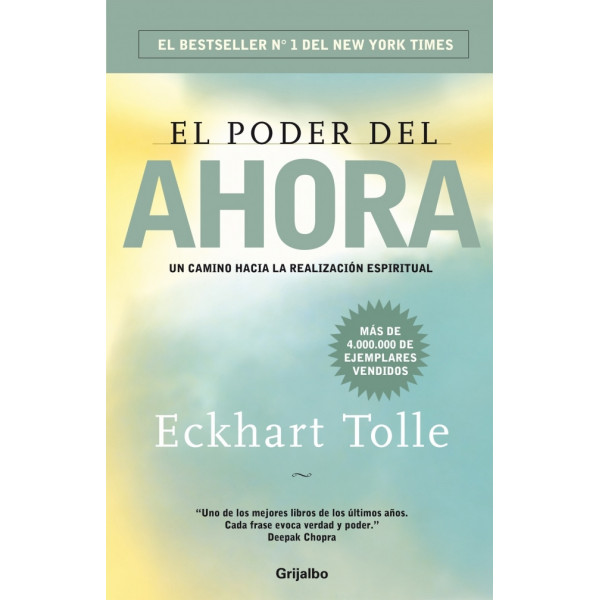 EL BESTSELLER N° 1 DEL NEW YORK TIMES
EL PODER DEL
AHORA
UN CAMINO HACIA LA REALIZACIÓN ESPIRITUAL
MÁS DE
4.000.000 DE
EJEMPLARES
VENDIDOS
Eckhart Tolle
“Uno de los mejores libros de los últimos años.
Cada frase evoca verdad y poder.”
Deepak Chopra
Grijalbo